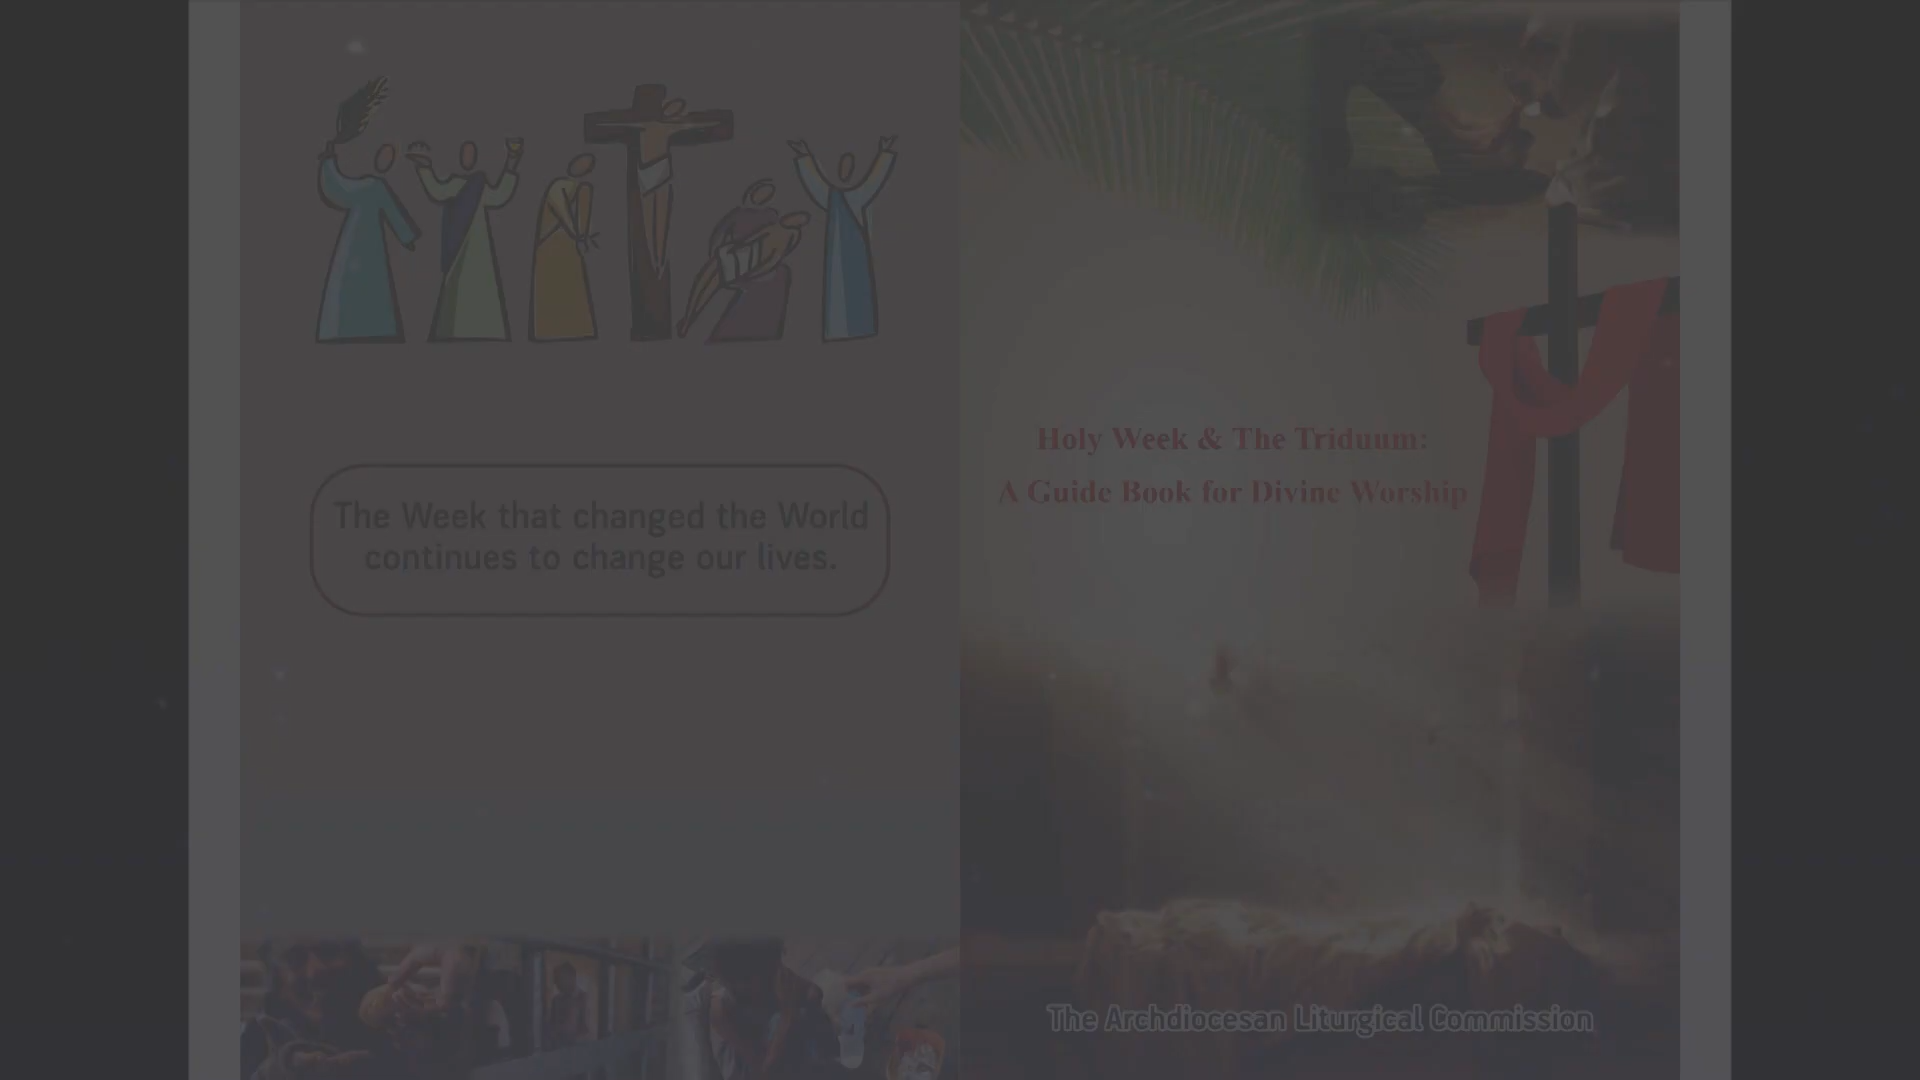 The Week that changed the World
continues to change our lives.
Holy Week & The Triduum:
A Guide Book for Divine Worship
The Archdiocesan Liturgical Commission